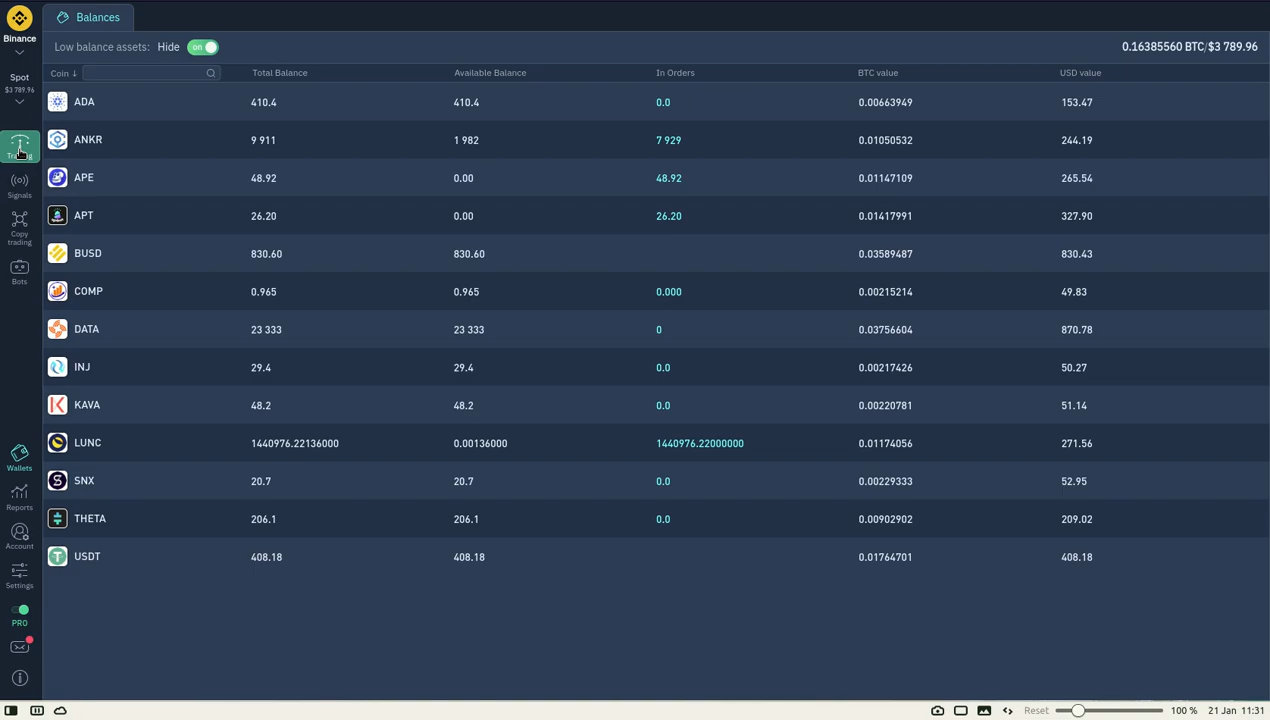 Binance
Balances
Low balance assets: Hide on
0.16385560 BTC/$3 789.96
Spot
$3 789.96
Coin ↓ Total Balance Available Balance In Orders BTC value USD value
ADA 410.4 410.4 0.0 0.00663949 153.47
ANKR 9 911 1 982 7 929 0.01050532 244.19
APE 48.92 0.00 48.92 0.01147109 265.54
APT 26.20 0.00 26.20 0.01417991 327.90
BUSD 830.60 830.60 0.03589487 830.43
COMP 0.965 0.965 0.000 0.00215214 49.83
DATA 23 333 23 333 0 0.03756604 870.78
INJ 29.4 29.4 0.0 0.00217426 50.27
KAVA 48.2 48.2 0.0 0.00220781 51.14
LUNC 1440976.22136000 0.00136000 1440976.22000000 0.01174056 271.56
SNX 20.7 20.7 0.0 0.00229333 52.95
THETA 206.1 206.1 0.0 0.00902902 209.02
USDT 408.18 408.18 0.01764701 408.18
Trading
Signals
Copy
trading
Bots
Wallets
Reports
Account
Settings
PRO
Reset 100 % 21 Jan 11:31